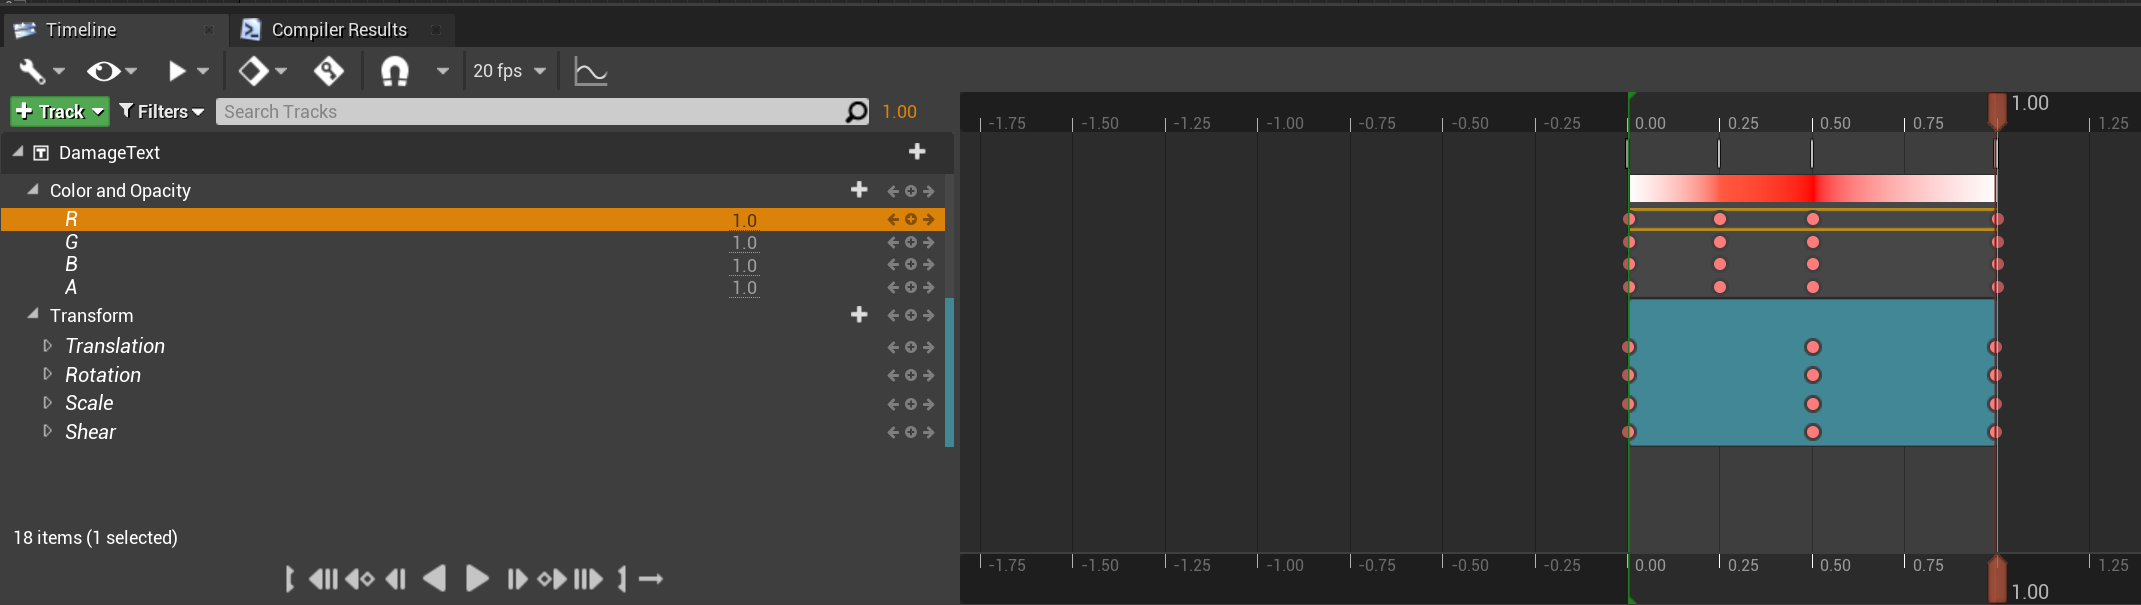 Timeline
Compiler Results
20 fps
Track
Filters
Search Tracks
1.00
1.00
-1.75 -1.50 -1.25 -1.00 -0.75 -0.50 -0.25 0.00 0.25 0.50 0.75 1.25
DamageText
Color and Opacity
R 1.0
G 1.0
B 1.0
A 1.0
Transform
Translation
Rotation
Scale
Shear
18 items (1 selected)
-1.75 -1.50 -1.25 -1.00 -0.75 -0.50 -0.25 0.00 0.25 0.50 0.75 1.25
1.00